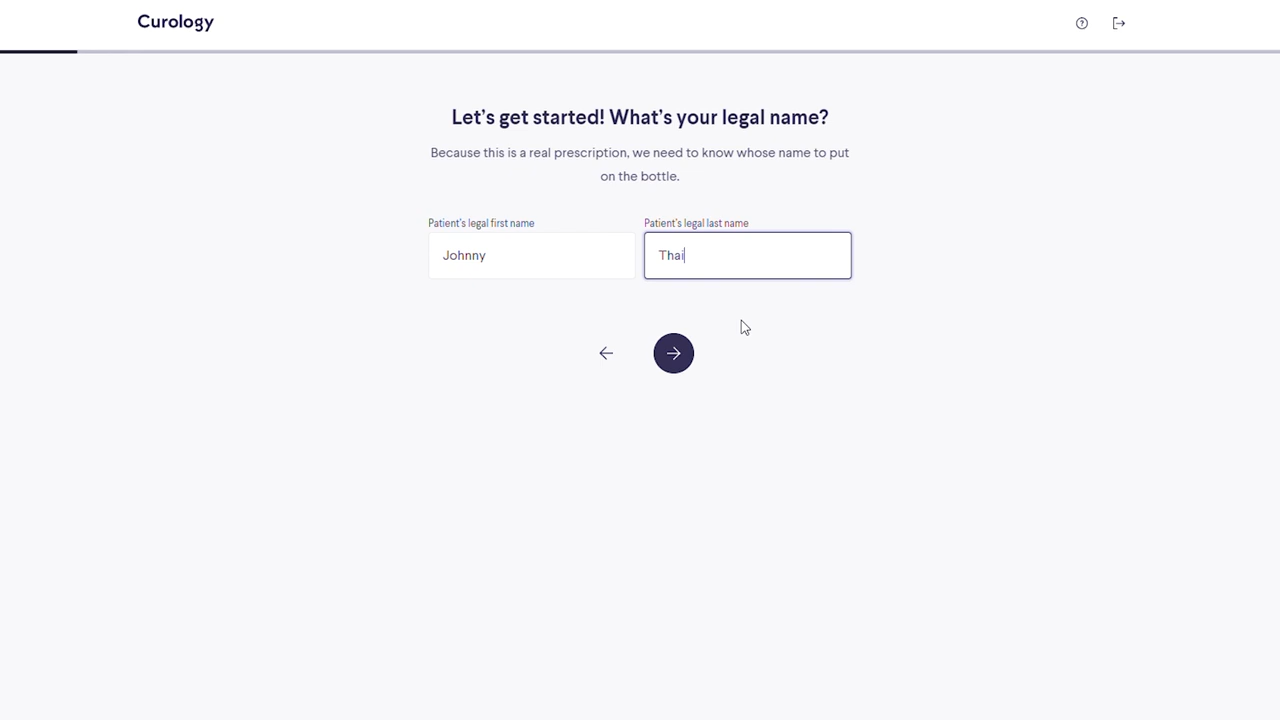 Curology
Let’s get started! What’s your legal name?
Because this is a real prescription, we need to know whose name to put
on the bottle.
Patient’s legal first name
Patient’s legal last name
Johnny
Thai